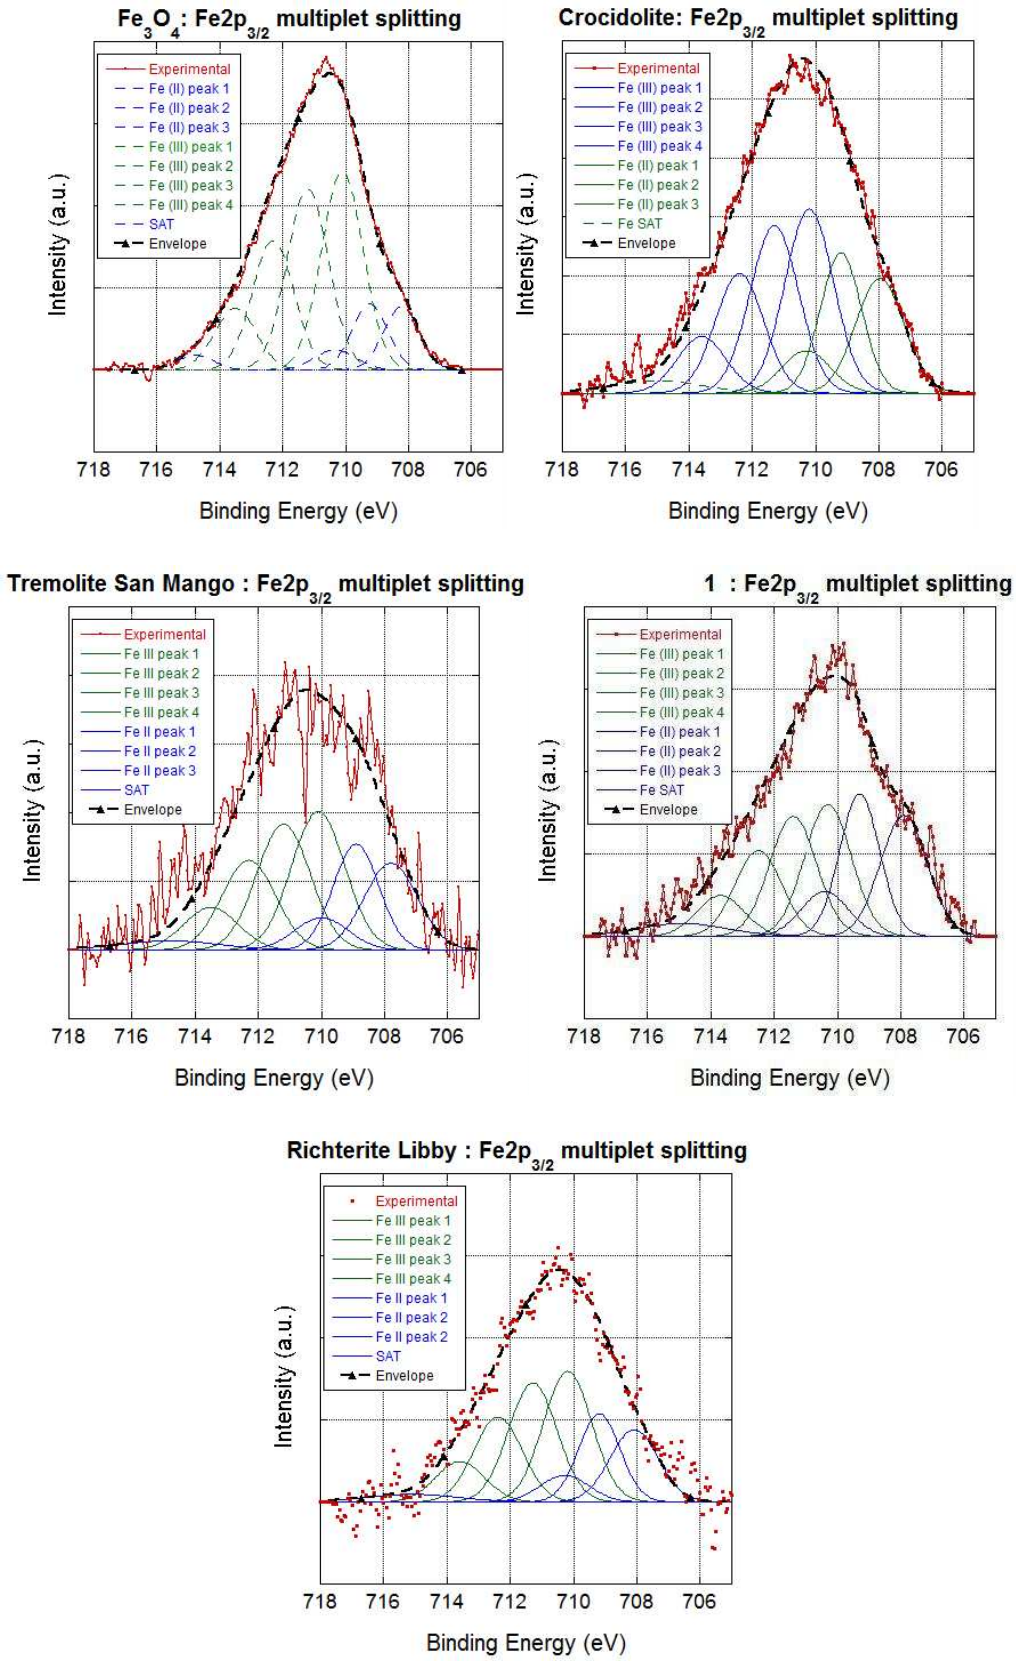 Fe3O4: Fe2p3/2 multiplet splitting
Experimental
Fe (II) peak 1
Fe (II) peak 2
Fe (II) peak 3
Fe (III) peak 1
Fe (III) peak 2
Fe (III) peak 3
Fe (III) peak 4
SAT
Envelope
Intensity (a.u.)
718 716 714 712 710 708 706
Binding Energy (eV)
Crocidolite: Fe2p3/2 multiplet splitting
Experimental
Fe (III) peak 1
Fe (III) peak 2
Fe (III) peak 3
Fe (III) peak 4
Fe (II) peak 1
Fe (II) peak 2
Fe (II) peak 3
Fe SAT
Envelope
Intensity (a.u.)
718 716 714 712 710 708 706
Binding Energy (eV)
Tremolite San Mango : Fe2p3/2 multiplet splitting
Experimental
Fe III peak 1
Fe III peak 2
Fe III peak 3
Fe III peak 4
Fe II peak 1
Fe II peak 2
Fe II peak 3
SAT
Envelope
Intensity (a.u.)
718 716 714 712 710 708 706
Binding Energy (eV)
1 : Fe2p3/2 multiplet splitting
Experimental
Fe (III) peak 1
Fe (III) peak 2
Fe (III) peak 3
Fe (III) peak 4
Fe (II) peak 1
Fe (II) peak 2
Fe (II) peak 3
Fe SAT
Envelope
Intensity (a.u.)
718 716 714 712 710 708 706
Binding Energy (eV)
Richterite Libby : Fe2p3/2 multiplet splitting
Experimental
Fe III peak 1
Fe III peak 2
Fe III peak 3
Fe III peak 4
Fe II peak 1
Fe II peak 2
Fe II peak 2
SAT
Envelope
Intensity (a.u.)
718 716 714 712 710 708 706
Binding Energy (eV)